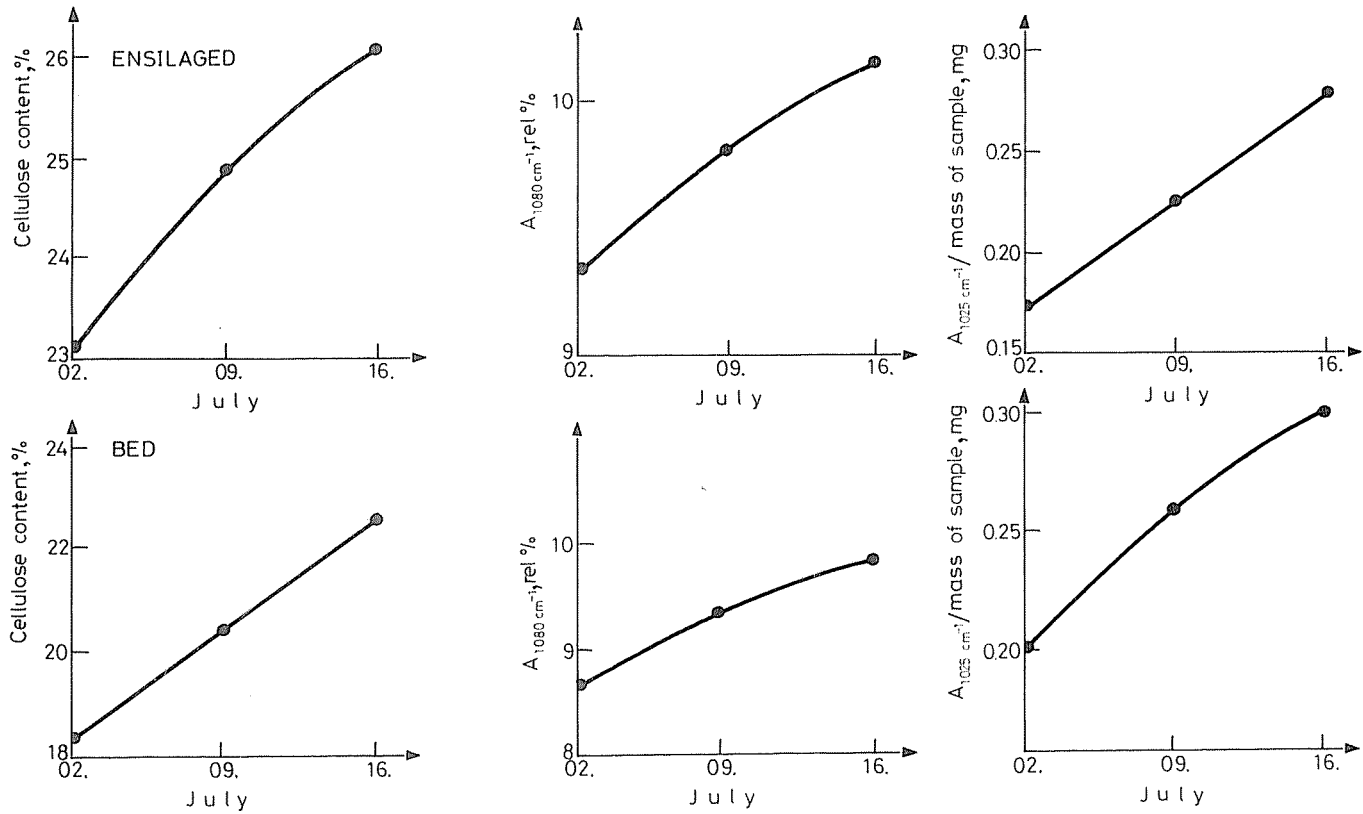 Cellulose content,%
ENSILAGED
26
25
24
23
02. 09. 16.
July
A1080 cm⁻¹, rel %
10
9
02. 09. 16.
July
A1025 cm⁻¹/ mass of sample, mg
0.30
0.25
0.20
0.15
02. 09. 16.
July
Cellulose content,%
BED
24
22
20
18
02. 09. 16.
July
A1080 cm⁻¹, rel %
10
9
8
02. 09. 16.
July
A1025 cm⁻¹/mass of sample, mg
0.30
0.25
0.20
02. 09. 16.
July